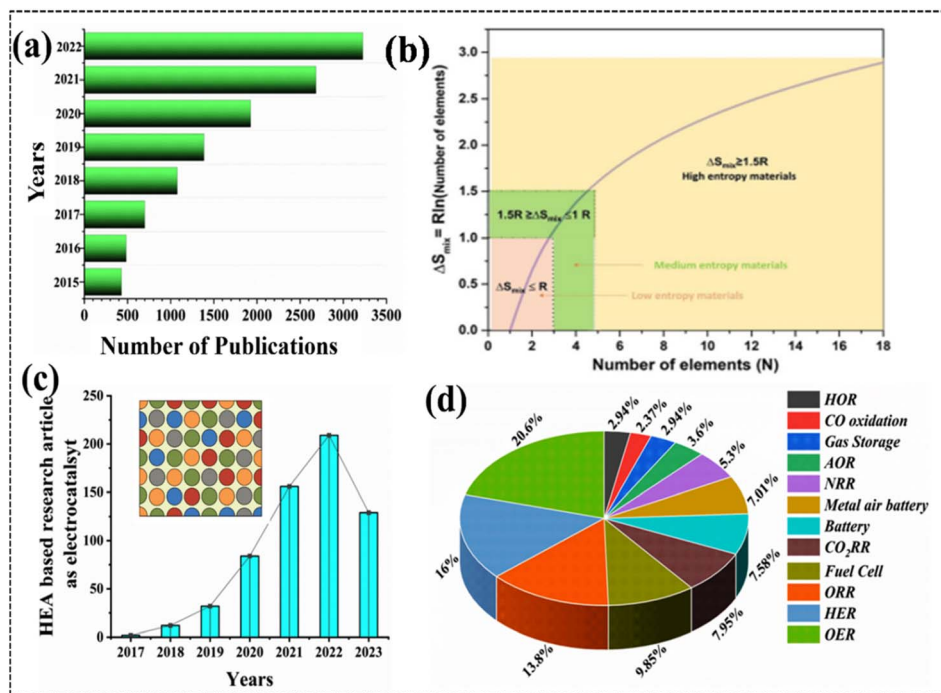 (a)
Years
2022
2021
2020
2019
2018
2017
2016
2015
0 500 1000 1500 2000 2500 3000 3500
Number of Publications
(b)
ΔS_mix= Rln(Number of elements)
3.0
2.5
2.0
1.5
1.0
0.5
0.0
ΔS_mix≥1.5R
High entropy materials
1.5R ≥ΔS_mix ≤1 R
Medium entropy materials
ΔS_mix ≤ R
Low entropy materials
0 2 4 6 8 10 12 14 16 18
Number of elements (N)
(c)
HEA based research article
as electrocatalsyt
250
200
150
100
50
0
2017 2018 2019 2020 2021 2022 2023
Years
(d)
20.6%
2.94%
2.37%
2.94%
3.6%
5.3%
7.01%
7.58%
7.95%
9.85%
13.8%
16%
HOR
CO oxidation
Gas Storage
AOR
NRR
Metal air battery
Battery
CO₂RR
Fuel Cell
ORR
HER
OER